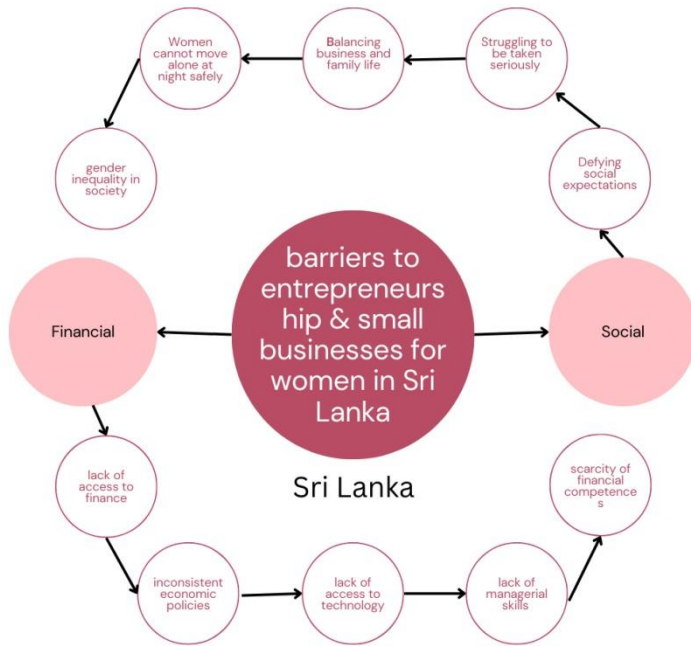 Women
cannot move
alone at
night safely
Balancing
business and
family life
Struggling to
be taken
seriously
gender
inequality in
society
Defying
social
expectations
barriers to
entrepreneurs
hip & small
businesses for
women in Sri
Lanka
Financial
Social
Sri Lanka
lack of
access to
finance
scarcity of
financial
competence
s
inconsistent
economic
policies
lack of
access to
technology
lack of
managerial
skills